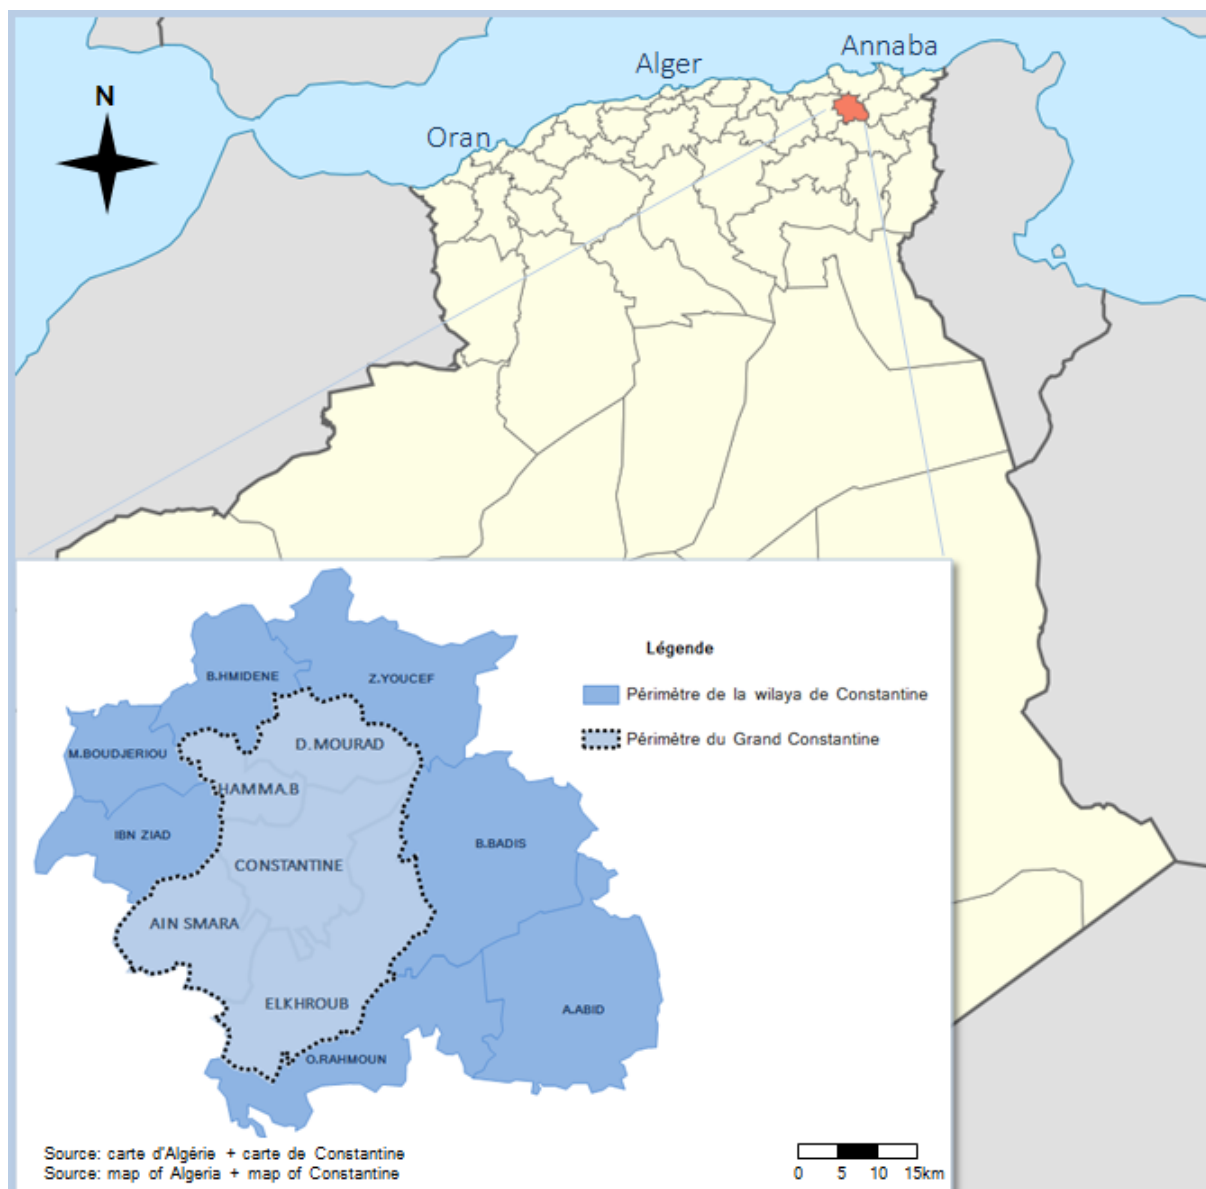 Annaba
Alger
N
Oran
Légende
B.HMIDENE
Z.YOUCEF
Périmètre de la wilaya de Constantine
D.MOURAD
Périmètre du Grand Constantine
M.BOUDJERIOU
HAMMA.B
IBN ZIAD
B.BADIS
CONSTANTINE
AIN SMARA
ELKHROUB
A.ABID
O.RAHMOUN
Source: carte d'Algérie + carte de Constantine
Source: map of Algeria + map of Constantine
0 5 10 15km